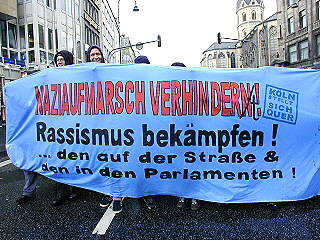 NAZIAUFMARSCH VERHINDERN!
KÖLN
STELLT
SICH
QUER
Rassismus bekämpfen !
... den auf der Straße &
den in den Parlamenten !